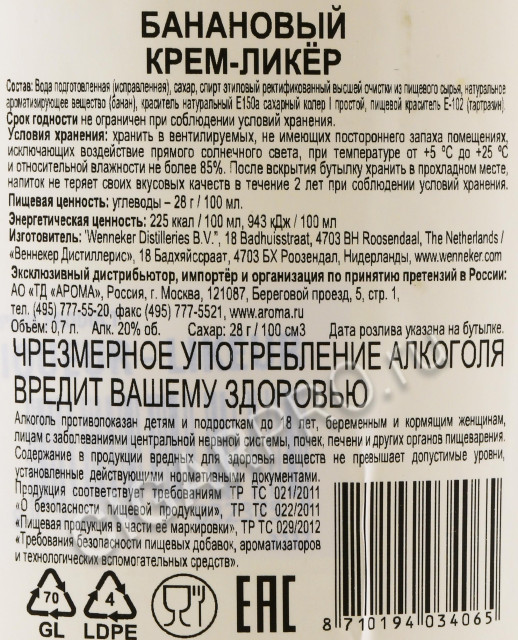 БАНАНОВЫЙ
КРЕМ-ЛИКЁР
Состав: Вода подготовленная (исправленная), сахар, спирт этиловый ректификованный высшей очистки из пищевого сырья, натуральное
ароматизирующее вещество (банан), краситель натуральный Е150а сахарный колер I простой, пищевой краситель Е-102 (тартразин).
Срок годности не ограничен при соблюдении условий хранения.
Условия хранения: хранить в вентилируемых, не имеющих постороннего запаха помещениях,
исключающих воздействие прямого солнечного света, при температуре от +5 °С до +25 °С
и относительной влажности не более 85%. После вскрытия бутылку хранить в прохладном месте,
напиток не теряет своих вкусовых качеств в течение 2 лет при соблюдении условий хранения.
Пищевая ценность: углеводы – 28 г / 100 мл.
Энергетическая ценность: 225 ккал / 100 мл, 943 кДж / 100 мл
Изготовитель: "Wenneker Distilleries B.V.", 18 Badhuisstraat, 4703 BH Roosendaal, The Netherlands /
«Веннекер Дистиллерис», 18 Бадхяйсстраат, 4703 БХ Роозендал, Нидерланды, www.wenneker.com
Эксклюзивный дистрибьютор, импортёр и организация по принятию претензий в России:
АО «ТД «АРОМА», Россия, г. Москва, 121087, Береговой проезд, 5, стр. 1,
тел. (495) 777-55-20, факс (495) 777-5521, www.aroma.ru
Объём: 0,7 л. Алк. 20% об. Сахар: 28 г / 100 cm3 Дата розлива указана на бутылке.
ЧРЕЗМЕРНОЕ УПОТРЕБЛЕНИЕ АЛКОГОЛЯ
ВРЕДИТ ВАШЕМУ ЗДОРОВЬЮ
Алкоголь противопоказан детям и подросткам до 18 лет, беременным и кормящим женщинам,
лицам с заболеваниями центральной нервной системы, почек, печени и других органов пищеварения.
Содержание в продукции вредных для здоровья веществ не превышает допустимые уровни,
установленные действующими нормативными документами.
Продукция соответствует требованиям ТР ТС 021/2011
"О безопасности пищевой продукции", ТР ТС 022/2011
«Пищевая продукция в части её маркировки», ТР ТС 029/2012
«Требования безопасности пищевых добавок, ароматизаторов
и технологических вспомогательных средств»
70
GL
4
LDPE
EAC
8 710194 034065